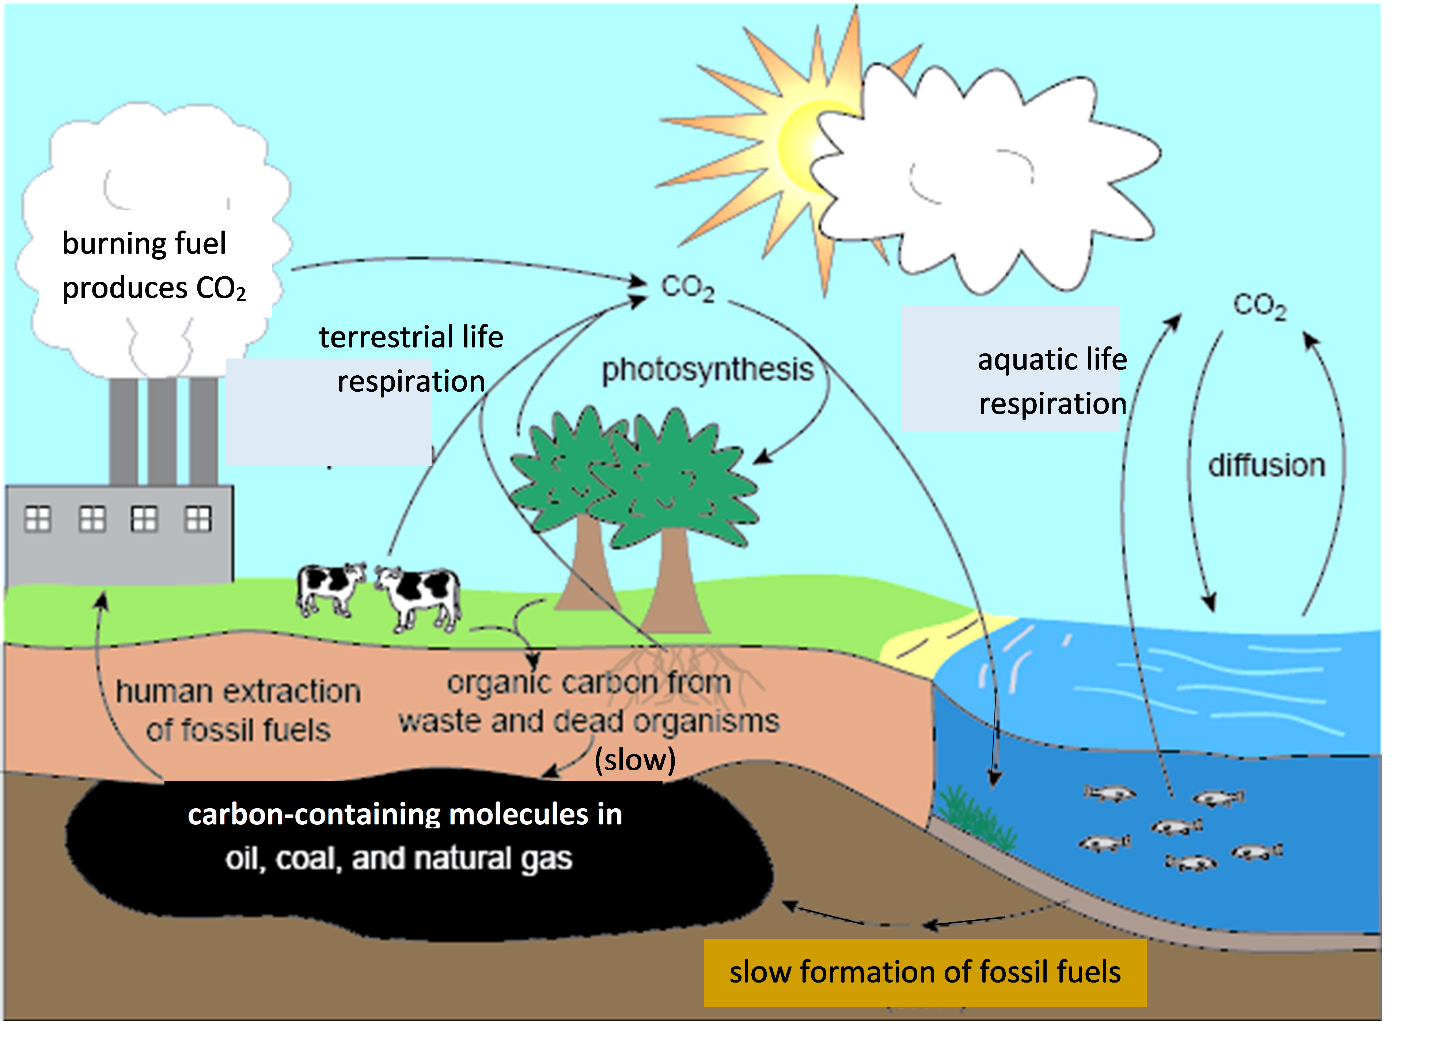 burning fuel
produces CO₂
CO₂
CO₂
terrestrial life
respiration
photosynthesis
aquatic life
respiration
diffusion
human extraction
of fossil fuels
organic carbon from
waste and dead organisms
(slow)
carbon-containing molecules in
oil, coal, and natural gas
slow formation of fossil fuels